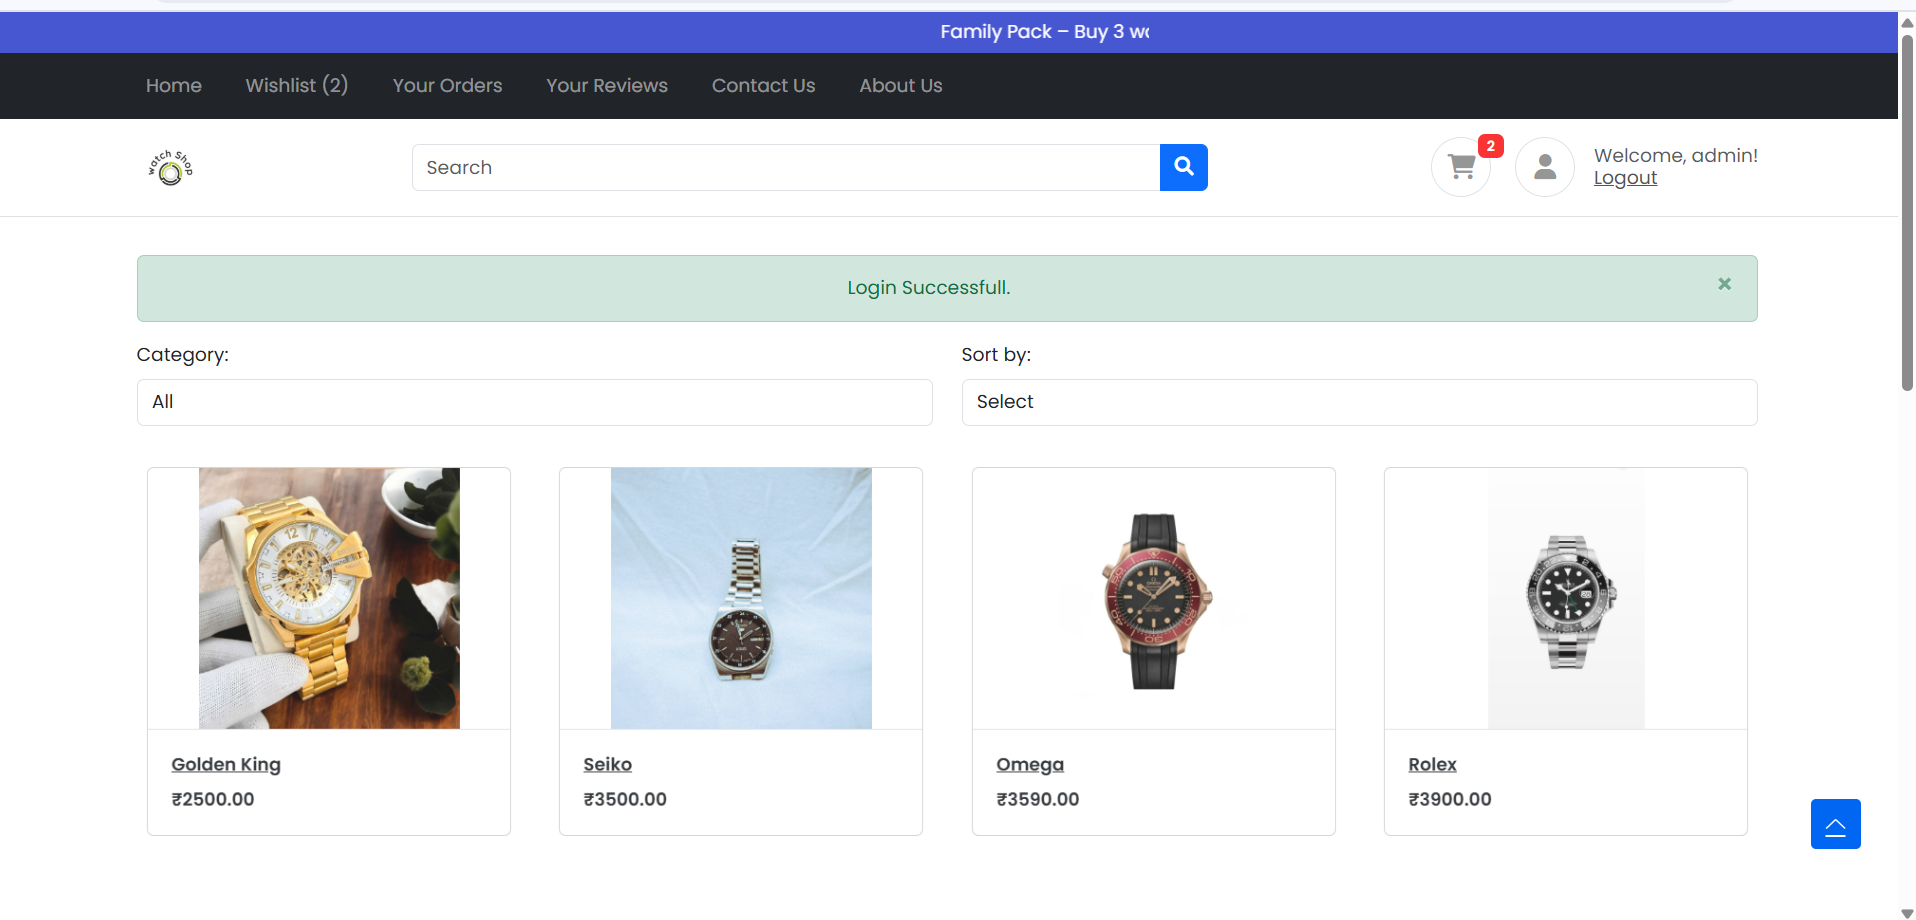 Family Pack – Buy 3
Home Wishlist (2) Your Orders Your Reviews Contact Us About Us
watch Shop
Search
2
Welcome, admin!
Logout
Login Successfull.
×
Category:
Sort by:
All
Select
Golden King
₹2500.00
Seiko
₹3500.00
Omega
₹3590.00
Rolex
₹3900.00